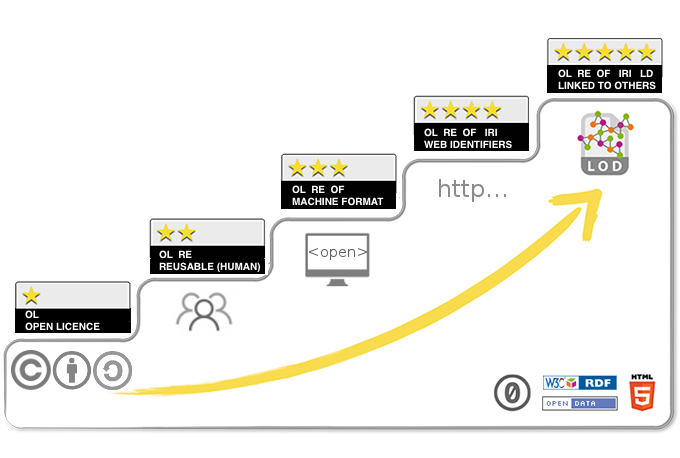 OL RE OF IRI LD
LINKED TO OTHERS
OL RE OF IRI
WEB IDENTIFIERS
LOD
OL RE OF
MACHINE FORMAT
http...
OL RE
REUSABLE (HUMAN)
<open>
OL
OPEN LICENCE
W3C RDF
HTML
5
OPEN DATA
0